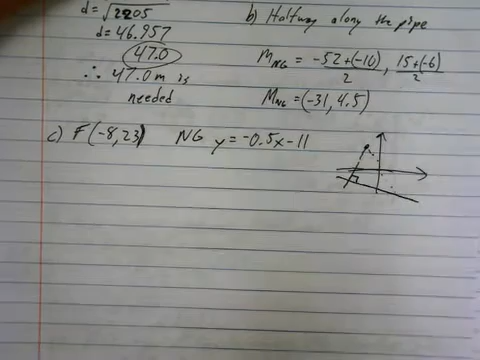 d = √2205
d = 46.957
47.0
∴ 47.0 m is
needed
b) Halfway along the pipe
M_NG = -52+(-10)/2, 15+(-6)/2
M_NG = (-31, 4.5)
c) F(-8, 23) NG y = -0.5x - 11